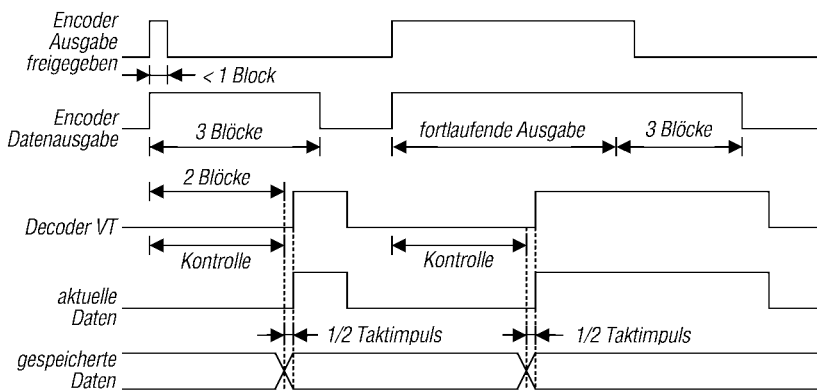 Encoder
Ausgabe
freigegeben
< 1 Block
Encoder
Datenausgabe
3 Blöcke
fortlaufende Ausgabe
3 Blöcke
2 Blöcke
Decoder VT
Kontrolle
Kontrolle
aktuelle
Daten
1/2 Taktimpuls
1/2 Taktimpuls
gespeicherte
Daten